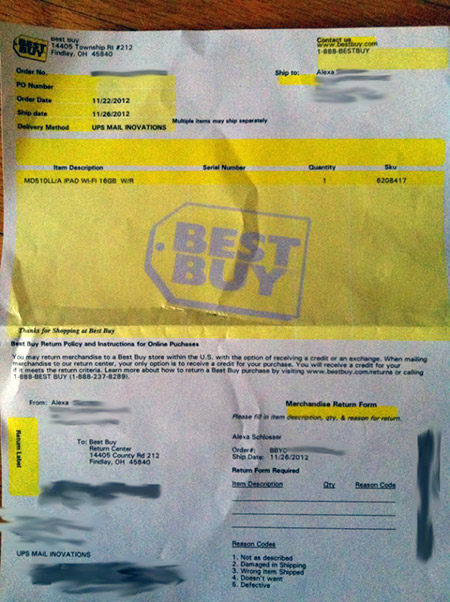 BEST BUY
Best Buy
14405 Township Rl #212
Findlay, OH 45840
Contact us
www.bestbuy.com
1-888-BESTBUY
Order No.
Ship to: Alexa
PO Number
Order Date 11/22/2012
Ship date 11/26/2012
Multiple items may ship seperately
Delivery Method UPS MAIL INOVATIONS
Item Description Serial Number Quantity Sku
MD510LL/A IPAD WI-FI 16GB W/R 1 6208417
BEST BUY
Thanks for Shopping at Best Buy
Best Buy Return Policy and Instructions for Online Puchases
You may return merchandise to a Best Buy store within the U.S. with the option of receiving a credit or an exchange. When mailing
merchandise to our return center, your only option is to receive a credit for your purchase. You will receive a credit for your
if it meets the return criteria. Learn more about how to return a Best Buy purchase by visiting www.bestbuy.com/returns or calling
1-888-BEST BUY (1-888-237-8289).
From: Alexa
Merchandise Return Form
Please fill in item description, qty, & reason for return.
Return Label
To: Best Buy
Return Center
14405 County Rd 212
Findlay, OH 45840
Alexa Schlosser
Order#: BBYC
Ship Date: 11/26/2012
Return Form Required
Item Description Qty Reason Code
UPS MAIL INOVATIONS
Reason Codes
1. Not as described
2. Damaged in Shipping
3. Wrong Item Shipped
4. Doesn't want
5. Defective